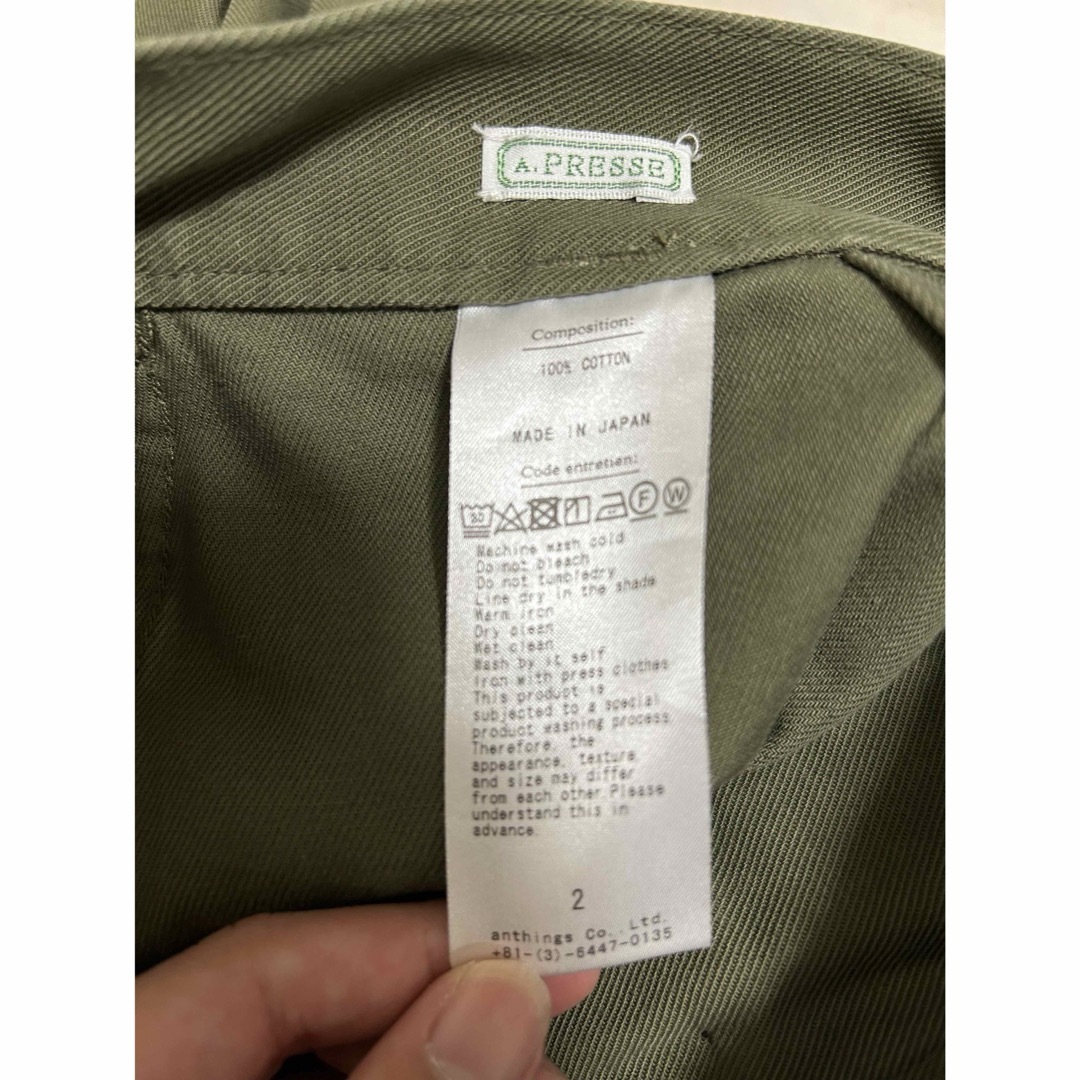 A.PRESSE
Composition:
100% COTTON
MADE IN JAPAN
Code entretien:
30 F W
Machine wash cold
Do not bleach
Do not tumbledry
Line dry in the shade
Warm iron
Dry clean
Wet clean
Wash by it self
Iron with press clothes
This product is
subjected to a special
product washing process
Therefore, the
appearance, texture
and size may differ
from each other.Please
understand this in
advance.
2
anthings Co., Ltd.
+81-(3)-6447-0135